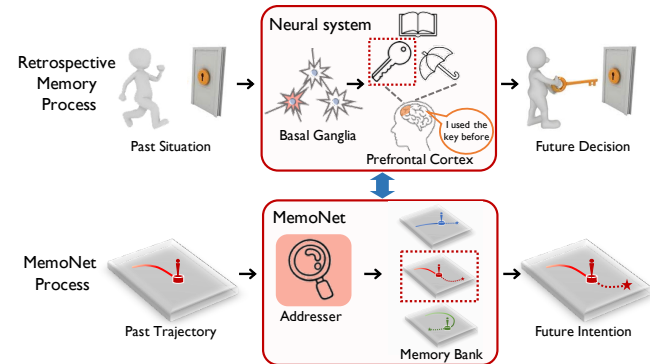 Neural system
Retrospective
Memory
Process
Past Situation
Basal Ganglia
I used the
key before
Prefrontal Cortex
Future Decision
MemoNet
MemoNet
Process
Past Trajectory
Addresser
Memory Bank
Future Intention